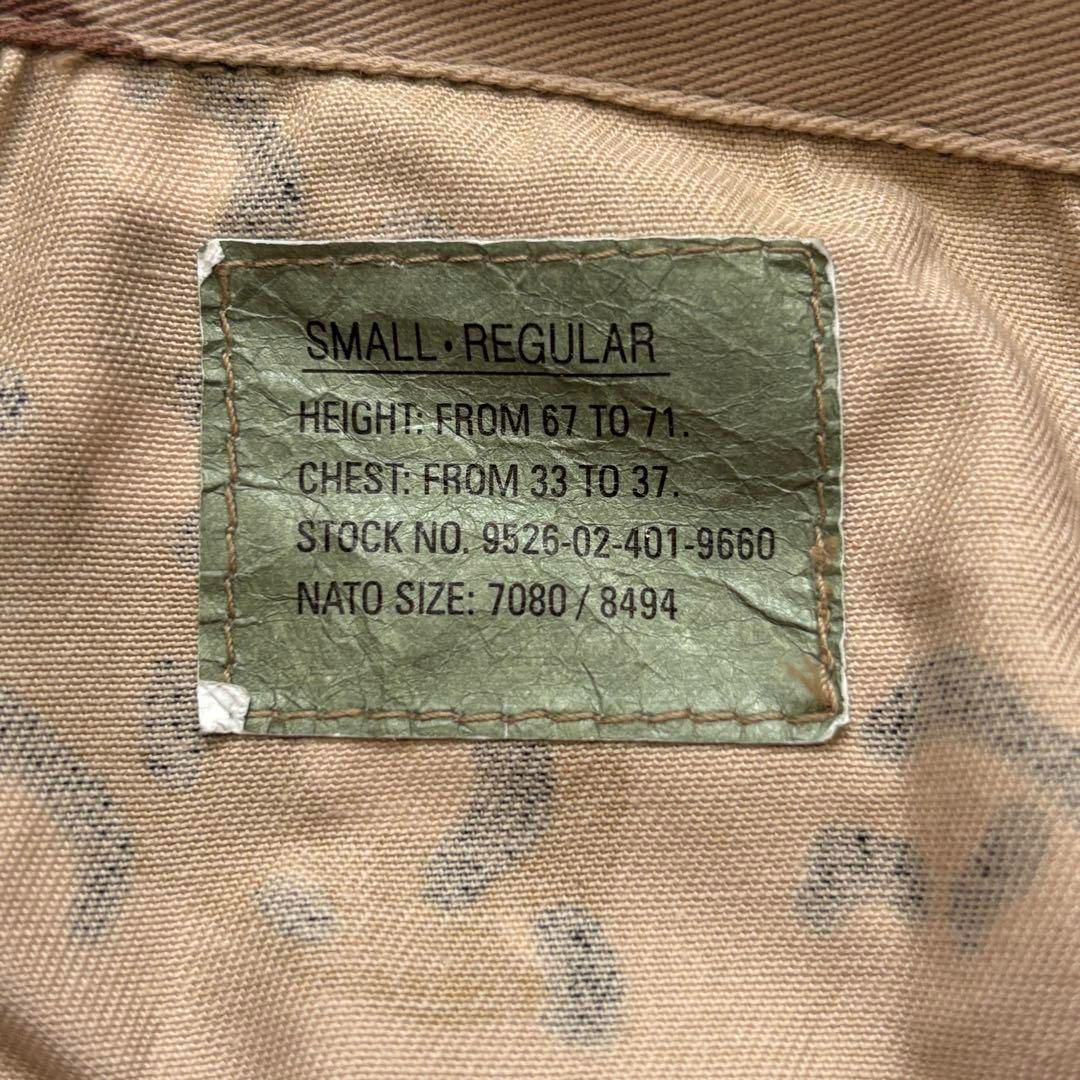 SMALL·REGULAR
HEIGHT: FROM 67 TO 71.
CHEST: FROM 33 TO 37.
STOCK NO. 9526-02-401-9660
NATO SIZE: 7080 / 8494